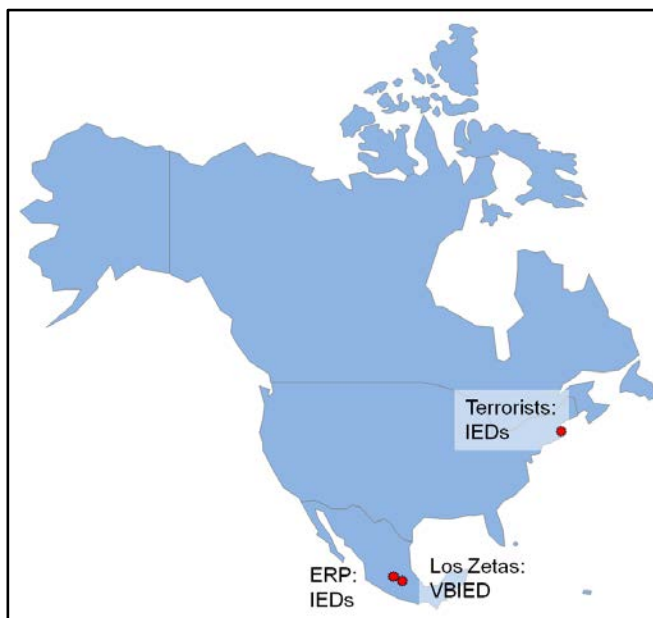 Terrorists:
IEDs
ERP:
IEDs
Los Zetas:
VBIED